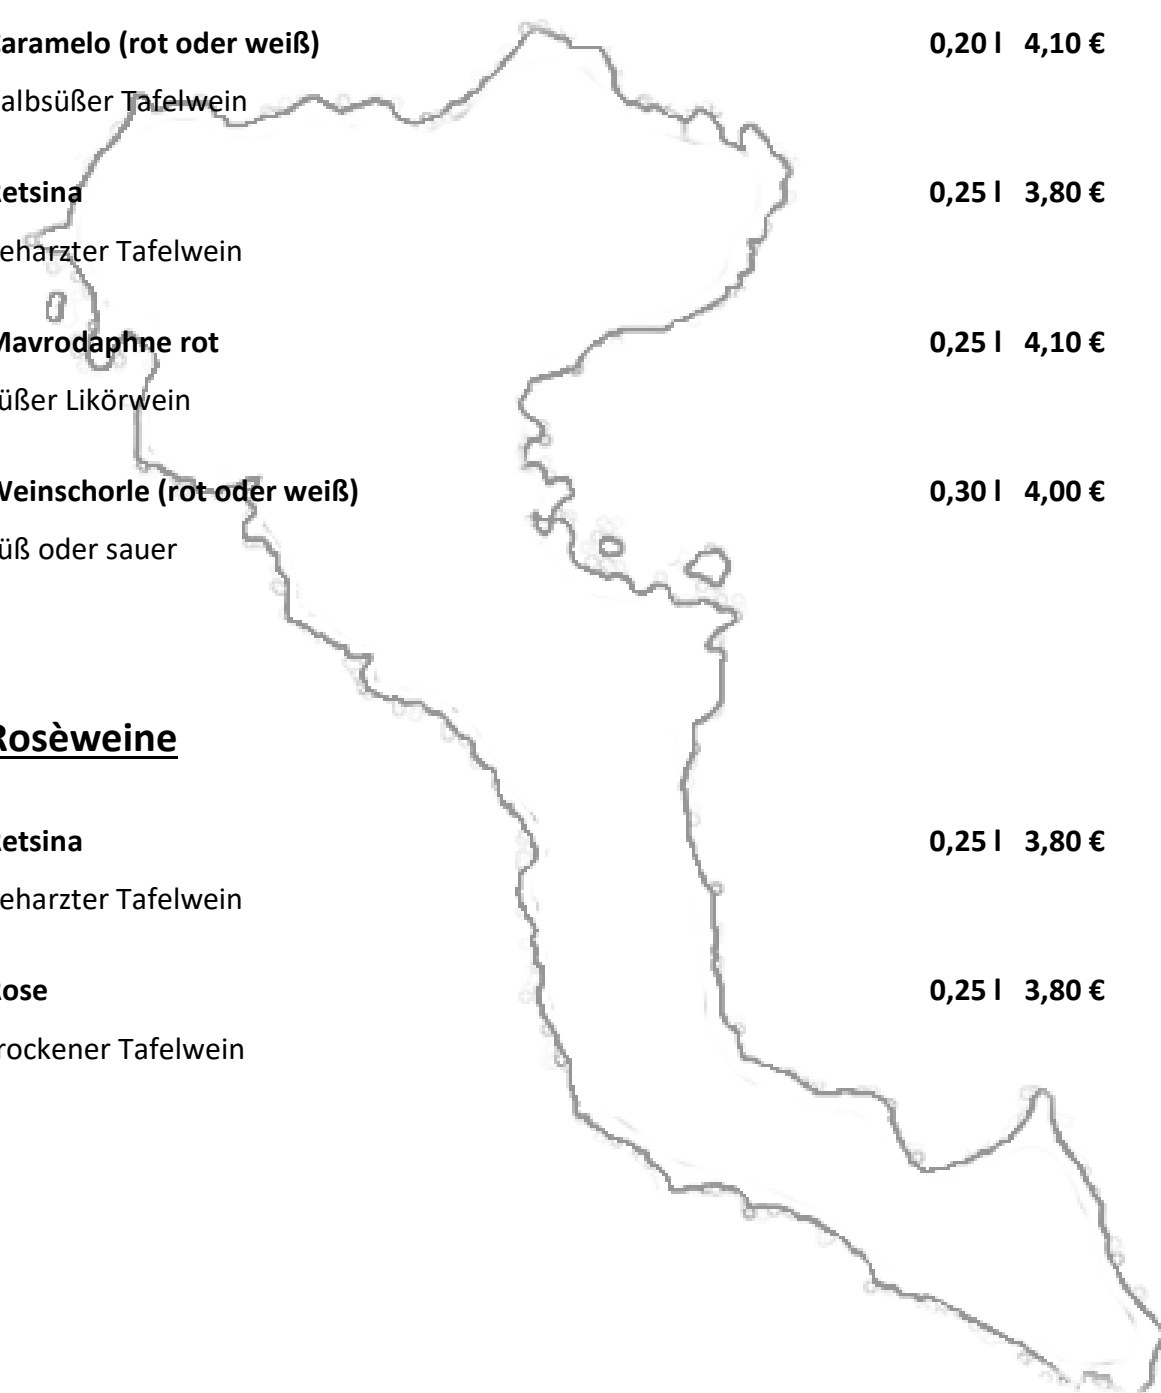 Caramelo (rot oder weiß) 0,20 l 4,10 €
albsüßer Tafelwein
etsina 0,25 l 3,80 €
eharzter Tafelwein
Mavrodaphne rot 0,25 l 4,10 €
üßer Likörwein
Weinschorle (rot oder weiß) 0,30 l 4,00 €
üß oder sauer
Rosèweine
etsina 0,25 l 3,80 €
eharzter Tafelwein
ose 0,25 l 3,80 €
rockener Tafelwein